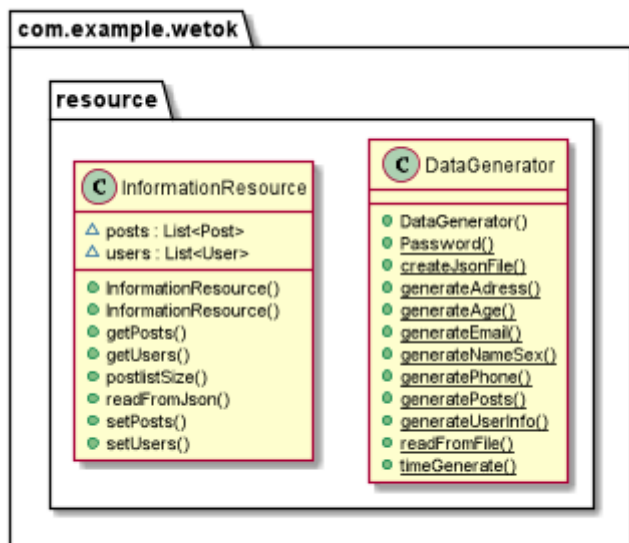 com.example.wetok
resource
C InformationResource
posts : List<Post>
users : List<User>
InformationResource()
InformationResource()
getPosts()
getUsers()
postlistSize()
readFromJson()
setPosts()
setUsers()
C DataGenerator
DataGenerator()
Password()
createJsonFile()
generateAdress()
generateAge()
generateEmail()
generateNameSex()
generatePhone()
generatePosts()
generateUserInfo()
readFromFile()
timeGenerate()